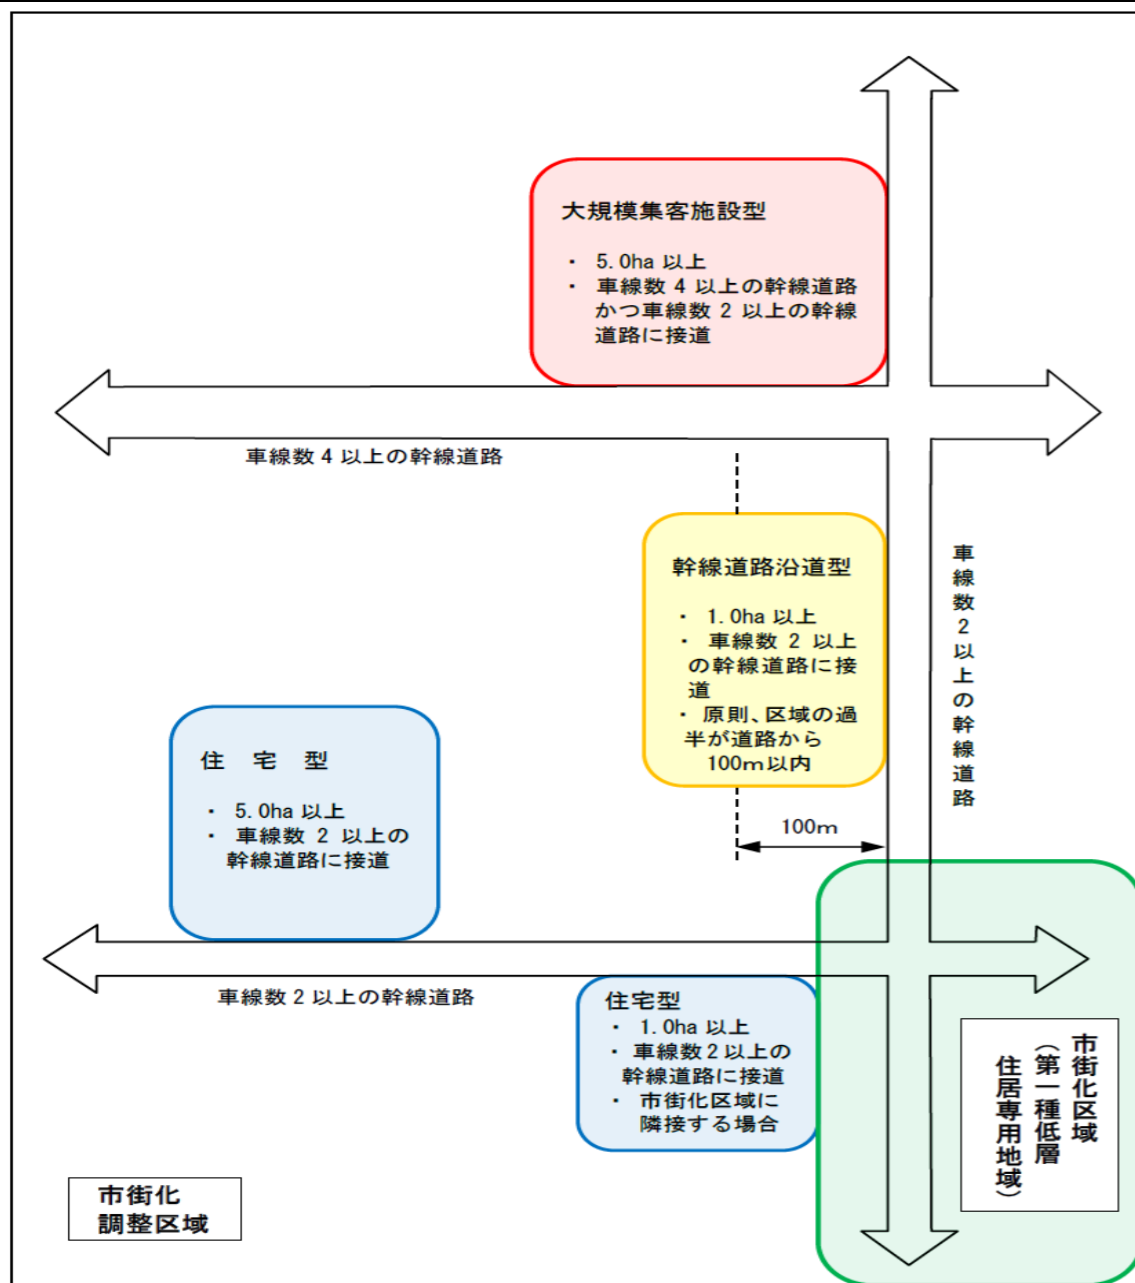 大規模集客施設型
・ 5.0ha 以上
・ 車線数 4 以上の幹線道路
かつ車線数 2 以上の幹線
道路に接道
車線数 4 以上の幹線道路
幹線道路沿道型
・ 1.0ha 以上
・ 車線数 2 以上
の幹線道路に接
道
・ 原則、区域の過
半が道路から
100m以内
車線数2以上の幹線道路
住 宅 型
・ 5.0ha 以上
・ 車線数 2 以上の
幹線道路に接道
100m
車線数 2 以上の幹線道路
住宅型
・ 1.0ha 以上
・ 車線数2以上の
幹線道路に接道
・ 市街化区域に
隣接する場合
市街化区域
（第一種低層
住居専用地域）
市街化
調整区域